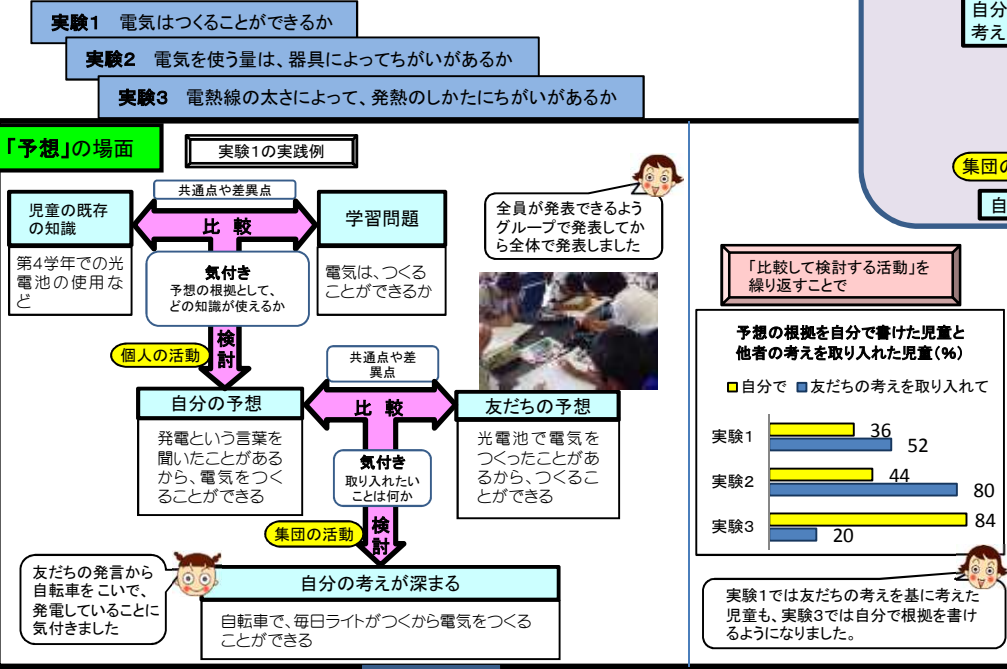 実験1　電気はつくることができるか
実験2　電気を使う量は、器具によってちがいがあるか
実験3　電熱線の太さによって、発熱のしかたにちがいがあるか
自分
考え
集団の
自
「予想」の場面
実験1の実践例
児童の既存
の知識
第4学年での光
電池の使用な
ど
共通点や差異点
比　較
学習問題
電気は、つくる
ことができるか
気付き
予想の根拠として、
どの知識が使えるか
検
討
個人の活動
全員が発表できるよう
グループで発表してか
ら全体で発表しました
自分の予想
発電という言葉を
聞いたことがある
から、電気をつく
ることができる
共通点や差
異点
比　較
友だちの予想
光電池で電気を
つくったことがあ
るから、つくるこ
とができる
気付き
取り入れたい
ことは何か
検
討
集団の活動
自分の考えが深まる
自転車で、毎日ライトがつくから電気をつくる
ことができる
友だちの発言から
自転車をこいで、
発電していることに
気付きました
「比較して検討する活動」を
繰り返すことで
予想の根拠を自分で書けた児童と
他者の考えを取り入れた児童(%)
自分で　友だちの考えを取り入れて
実験1
36
52
実験2
44
80
実験3
84
20
実験1では友だちの考えを基に考えた
児童も、実験3では自分で根拠を書け
るようになりました。